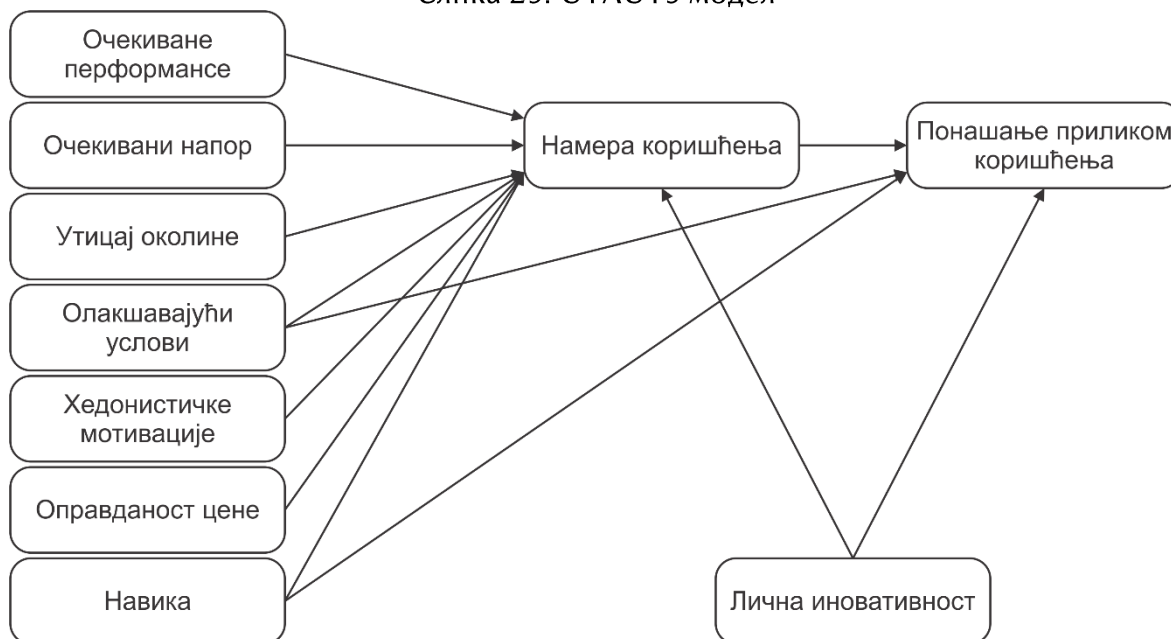 Очекиване
перформансе
Очекивани напор
Утицај околине
Олакшавајући
услови
Хедонистичке
мотивације
Оправданост цене
Навика
Намера коришћења
Понашање приликом
коришћења
Лична иновативност